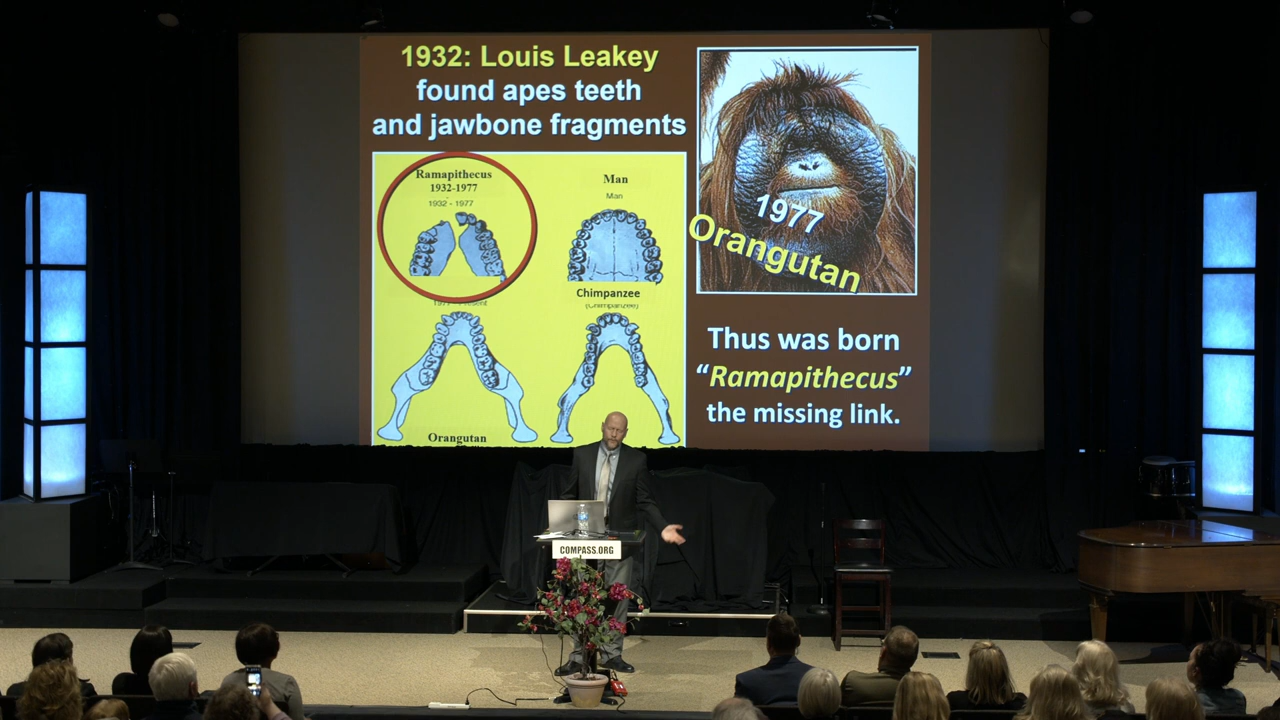 1932: Louis Leakey
found apes teeth
and jawbone fragments
Ramapithecus
1932-1977
1932 - 1977
Man
Man
Chimpanzee
(Chimpanzee)
Orangutan
1977
Orangutan
Thus was born
“Ramapithecus”
the missing link.
COMPASS.ORG